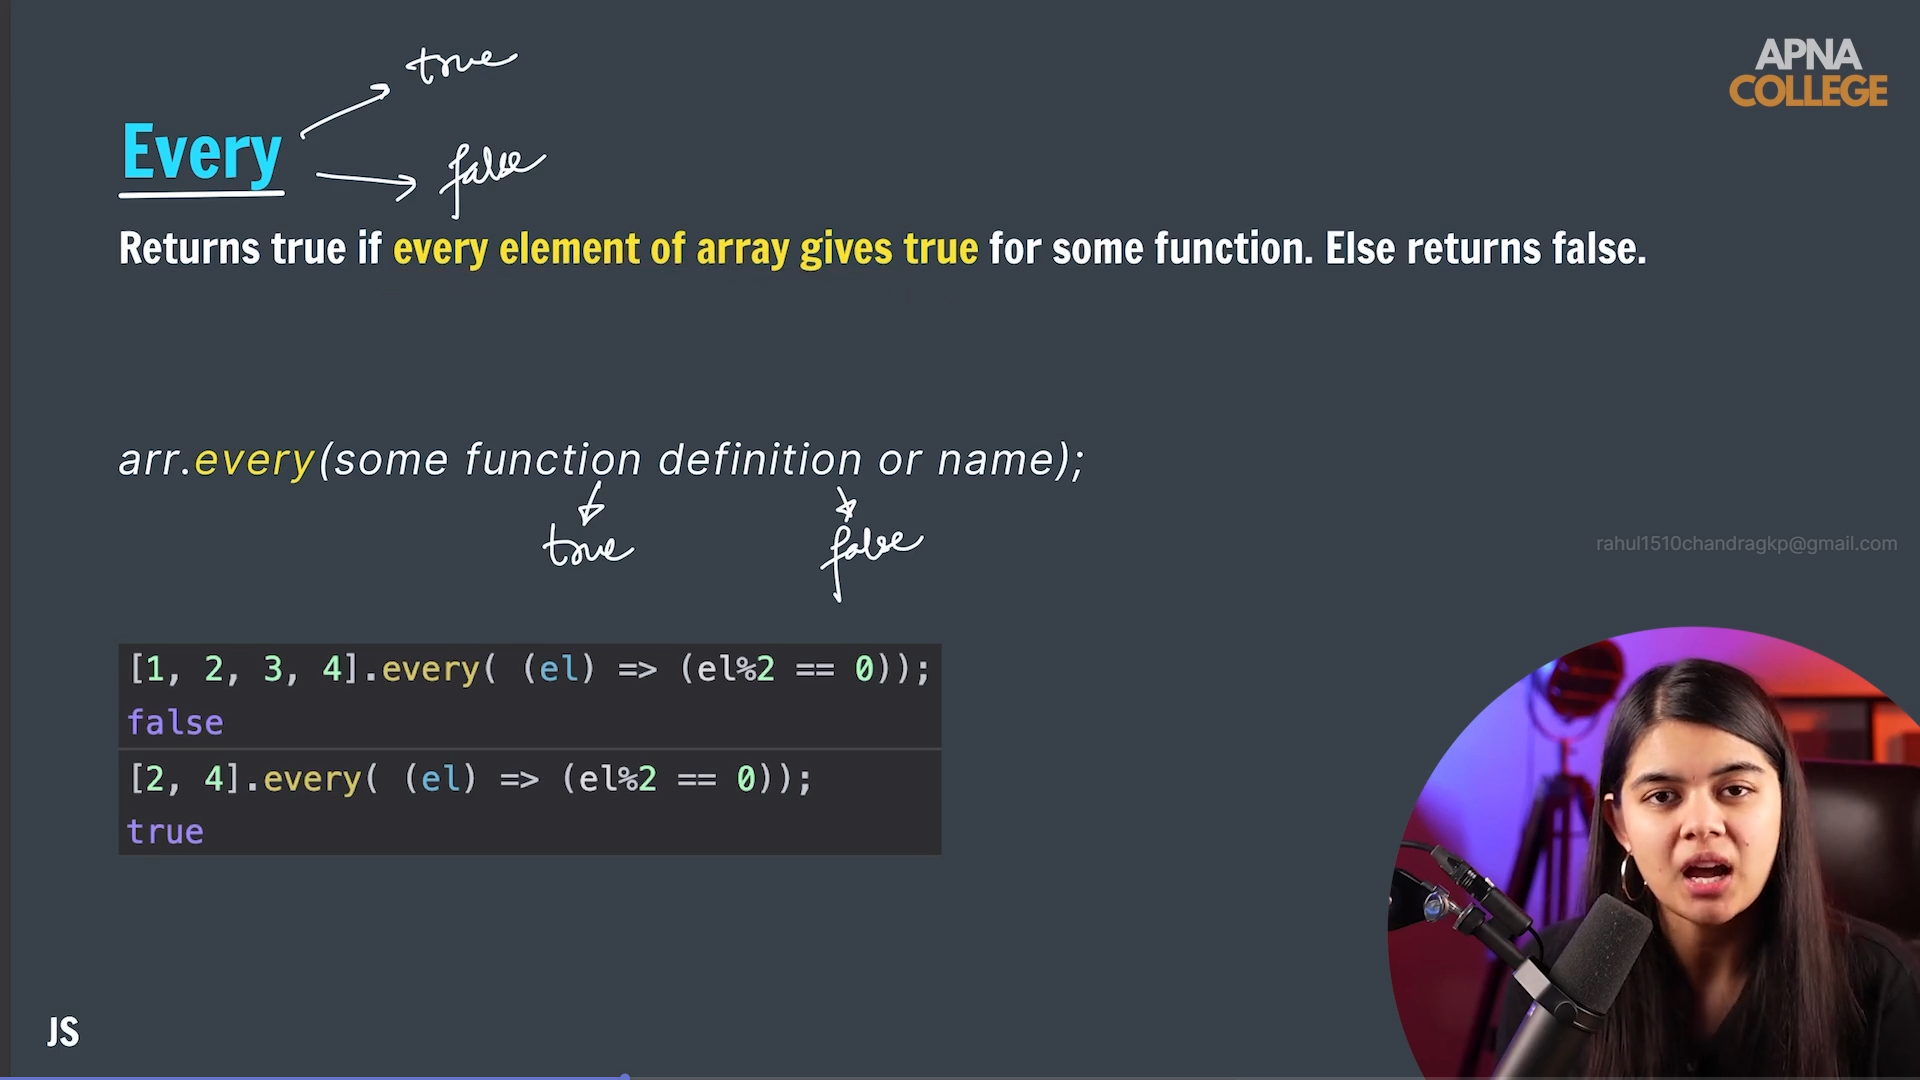 true
APNA
COLLEGE
Every
false
Returns true if every element of array gives true for some function. Else returns false.
arr.every(some function definition or name);
true
false
rahul1510chandragkp@gmail.com
[1, 2, 3, 4].every( (el) => (el%2 == 0));
false
[2, 4].every( (el) => (el%2 == 0));
true
JS